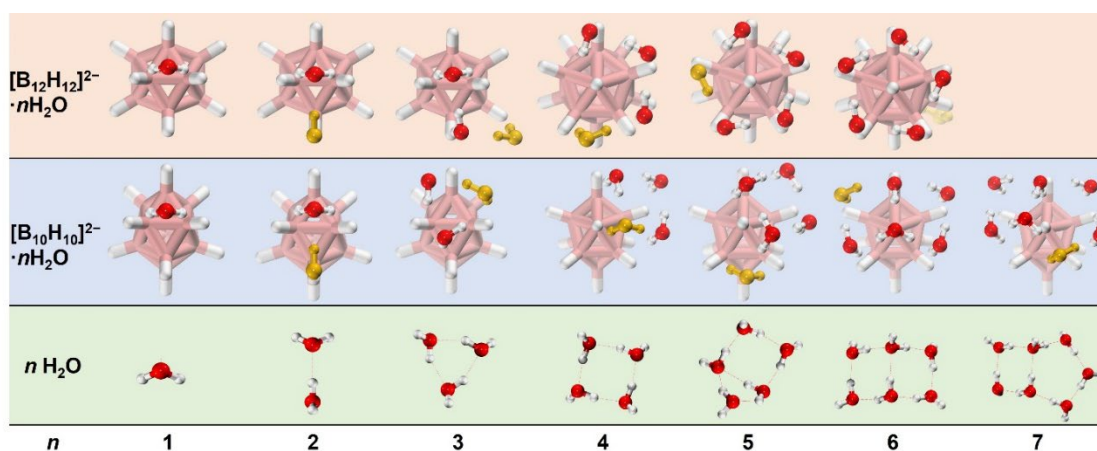 [B₁₂H₁₂]²⁻
·nH₂O
[B₁₀H₁₀]²⁻
·nH₂O
n H₂O
n 1 2 3 4 5 6 7